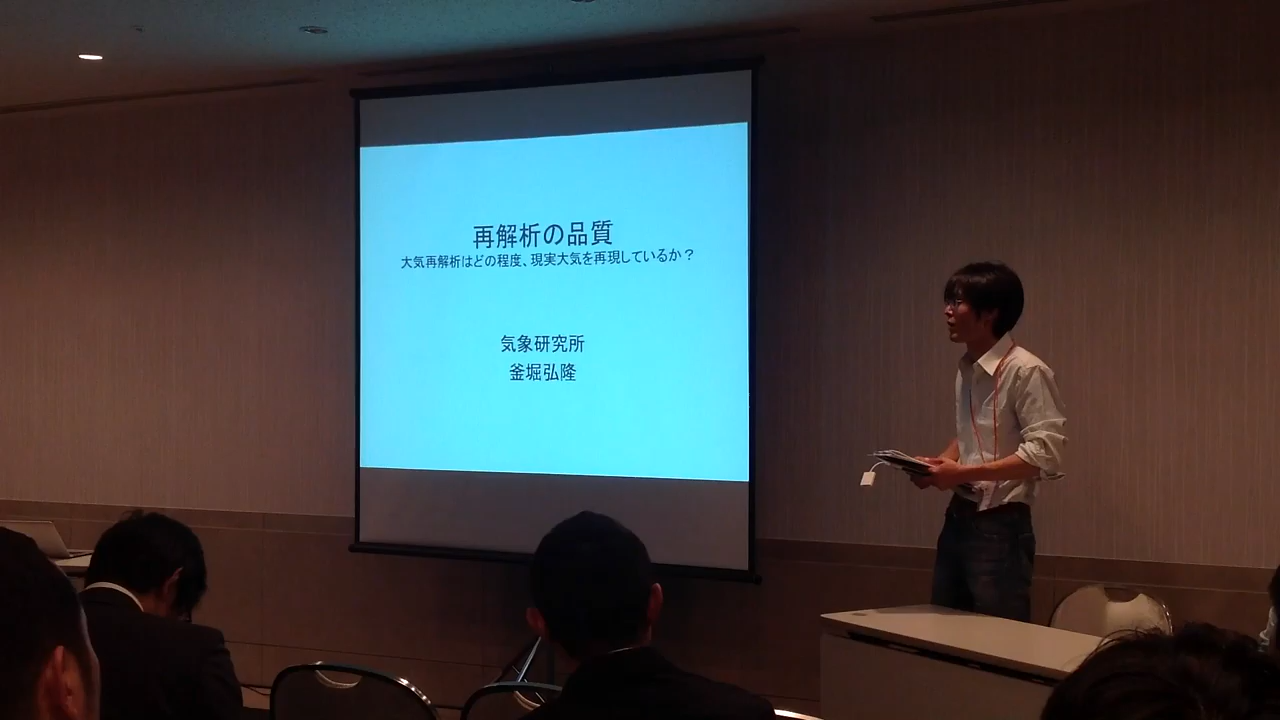 再解析の品質
大気再解析はどの程度、現実大気を再現しているか？
気象研究所
釜堀弘隆